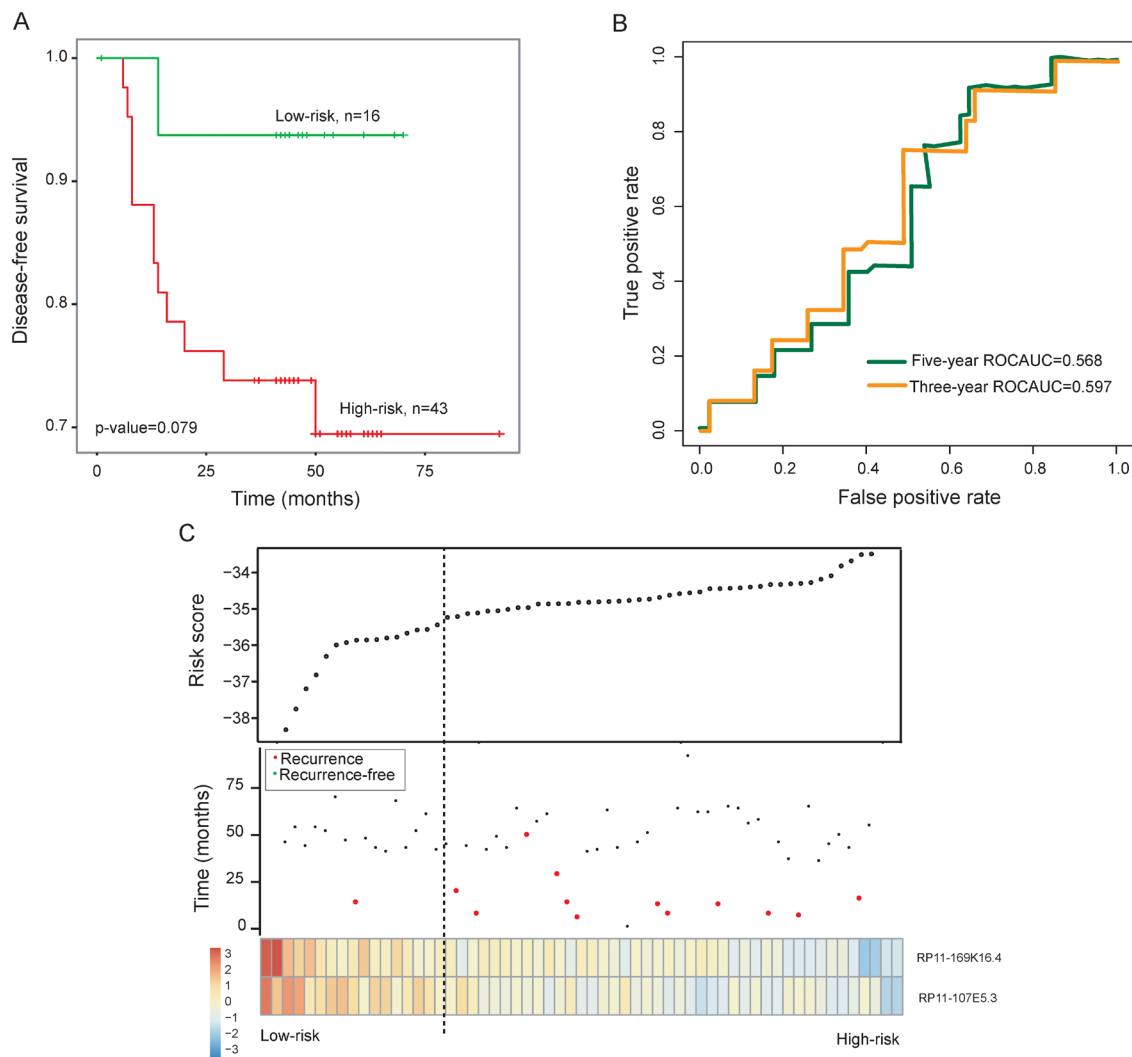 A
1.0
0.9
0.8
0.7
Disease-free survival
Low-risk, n=16
High-risk, n=43
p-value=0.079
0 25 50 75
Time (months)
B
1.0
0.8
0.6
0.4
0.2
0.0
True positive rate
Five-year ROCAUC=0.568
Three-year ROCAUC=0.597
0.0 0.2 0.4 0.6 0.8 1.0
False positive rate
C
−34
−35
−36
−37
−38
Risk score
Recurrence
Recurrence-free
75
50
25
0
Time (months)
3
2
1
0
−1
−2
−3
RP11-169K16.4
RP11-107E5.3
Low-risk High-risk